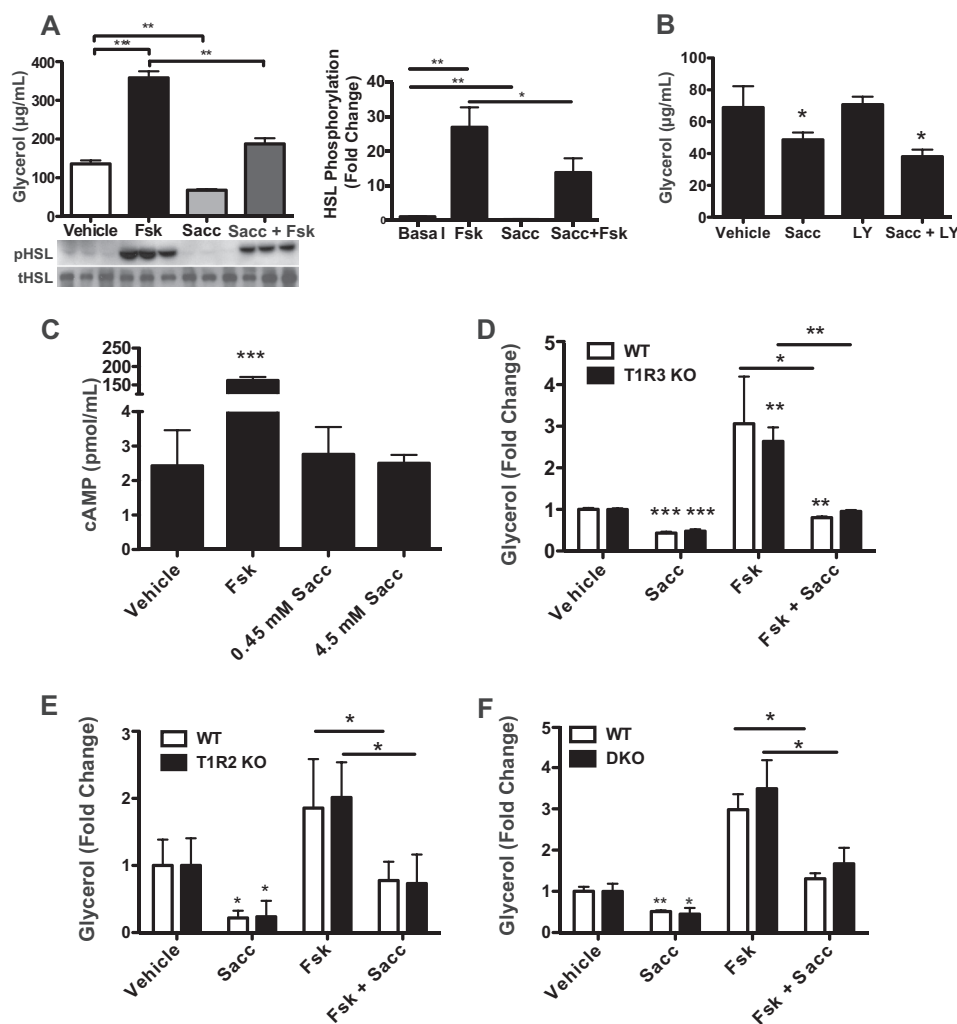 A
**
***
**
Glycerol (µg/mL)
400
300
200
100
0
Vehicle Fsk Sacc Sacc + Fsk
pHSL
tHSL
**
**
*
HSL Phosphorylation
(Fold Change)
40
30
20
10
0
Basal Fsk Sacc Sacc+Fsk
B
Glycerol (µg/mL)
100
80
60
40
20
0
*
*
Vehicle Sacc LY Sacc + LY
C
cAMP (pmol/mL)
250
200
150
4
3
2
1
0
***
Vehicle
Fsk
0.45 mM Sacc
4.5 mM Sacc
D
WT
T1R3 KO
Glycerol (Fold Change)
5
4
3
2
1
0
**
*
**
*** ***
**
Vehicle
Sacc
Fsk
Fsk + Sacc
E
WT
T1R2 KO
Glycerol (Fold Change)
3
2
1
0
*
*
*
*
Vehicle
Sacc
Fsk
Fsk + Sacc
F
WT
DKO
Glycerol (Fold Change)
5
4
3
2
1
0
*
*
** *
Vehicle
Sacc
Fsk
Fsk + Sacc